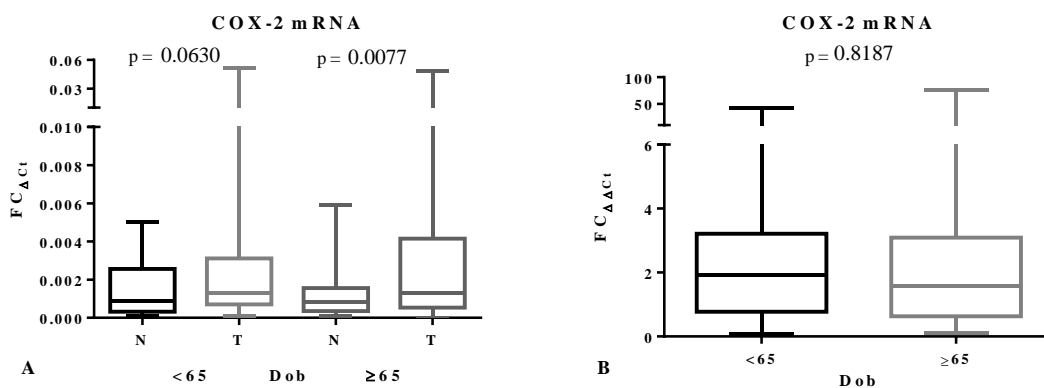 COX-2 mRNA
p = 0.0630
p = 0.0077
0.06
0.03
0.010
0.008
0.006
0.004
0.002
0.000
FCΔCt
N
T
N
T
<65
Dob
≥65
A
COX-2 mRNA
p = 0.8187
100
50
6
4
2
0
FCΔΔCt
<65
≥65
Dob
B